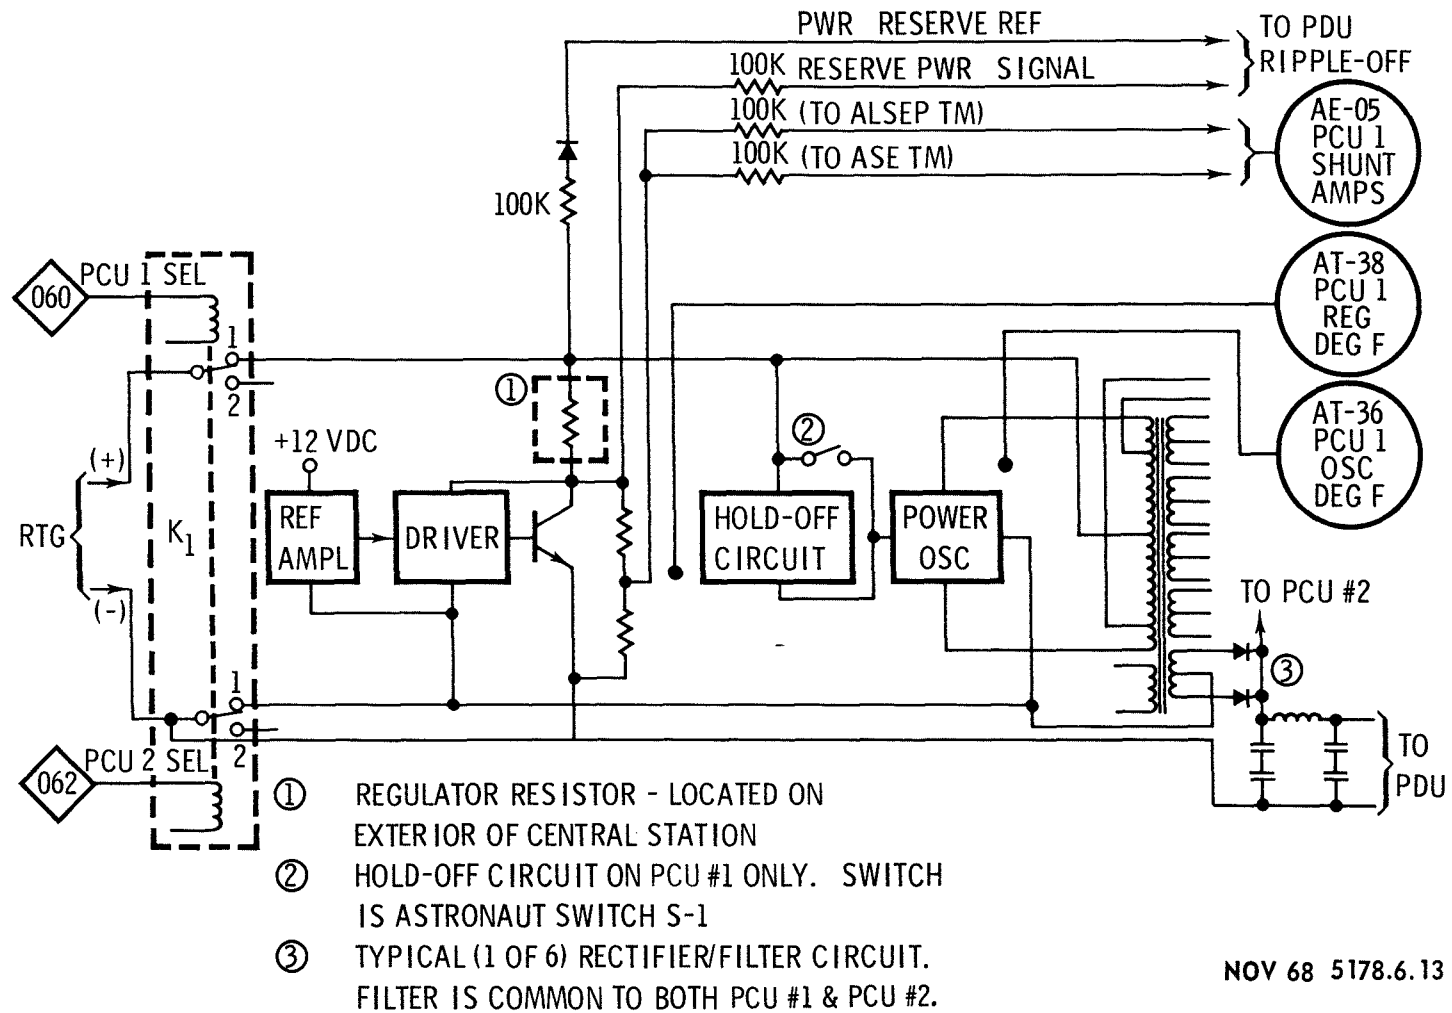 PWR RESERVE REF
TO PDU
RIPPLE-OFF
100K RESERVE PWR SIGNAL
100K (TO ALSEP TM)
100K (TO ASE TM)
AE-05
PCU 1
SHUNT
AMPS
100K
060
PCU 1 SEL
AT-38
PCU 1
REG
DEG F
1
2
1
+12 VDC
2
AT-36
PCU 1
OSC
DEG F
(+)
RTG
(-)
K1
REF
AMPL
DRIVER
HOLD-OFF
CIRCUIT
POWER
OSC
TO PCU #2
3
1
2
062
PCU 2 SEL
TO
PDU
1 REGULATOR RESISTOR - LOCATED ON
EXTERIOR OF CENTRAL STATION
2 HOLD-OFF CIRCUIT ON PCU #1 ONLY. SWITCH
IS ASTRONAUT SWITCH S-1
3 TYPICAL (1 OF 6) RECTIFIER/FILTER CIRCUIT.
FILTER IS COMMON TO BOTH PCU #1 & PCU #2.
NOV 68 5178.6.13